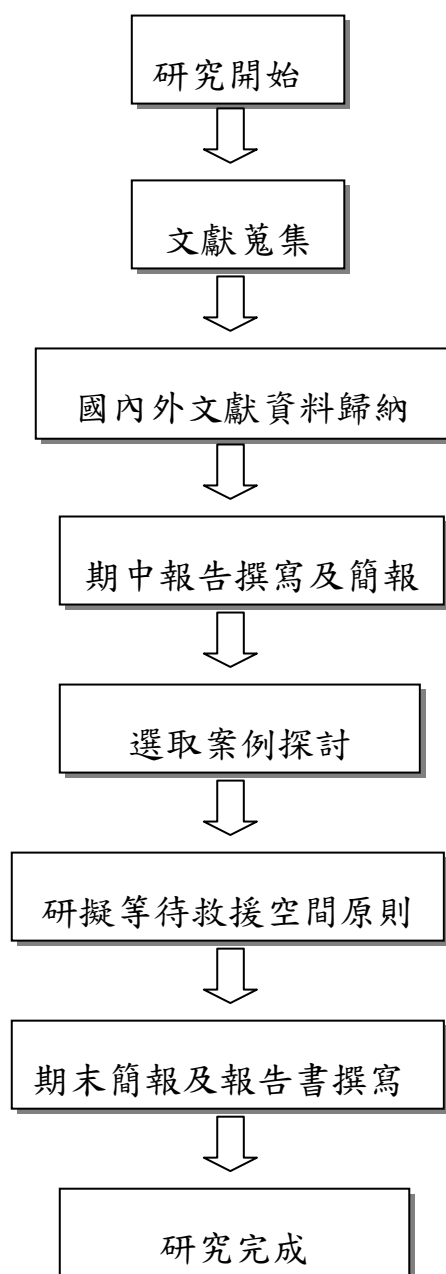 研究開始
文獻蒐集
國內外文獻資料歸納
期中報告撰寫及簡報
選取案例探討
研擬等待救援空間原則
期末簡報及報告書撰寫
研究完成